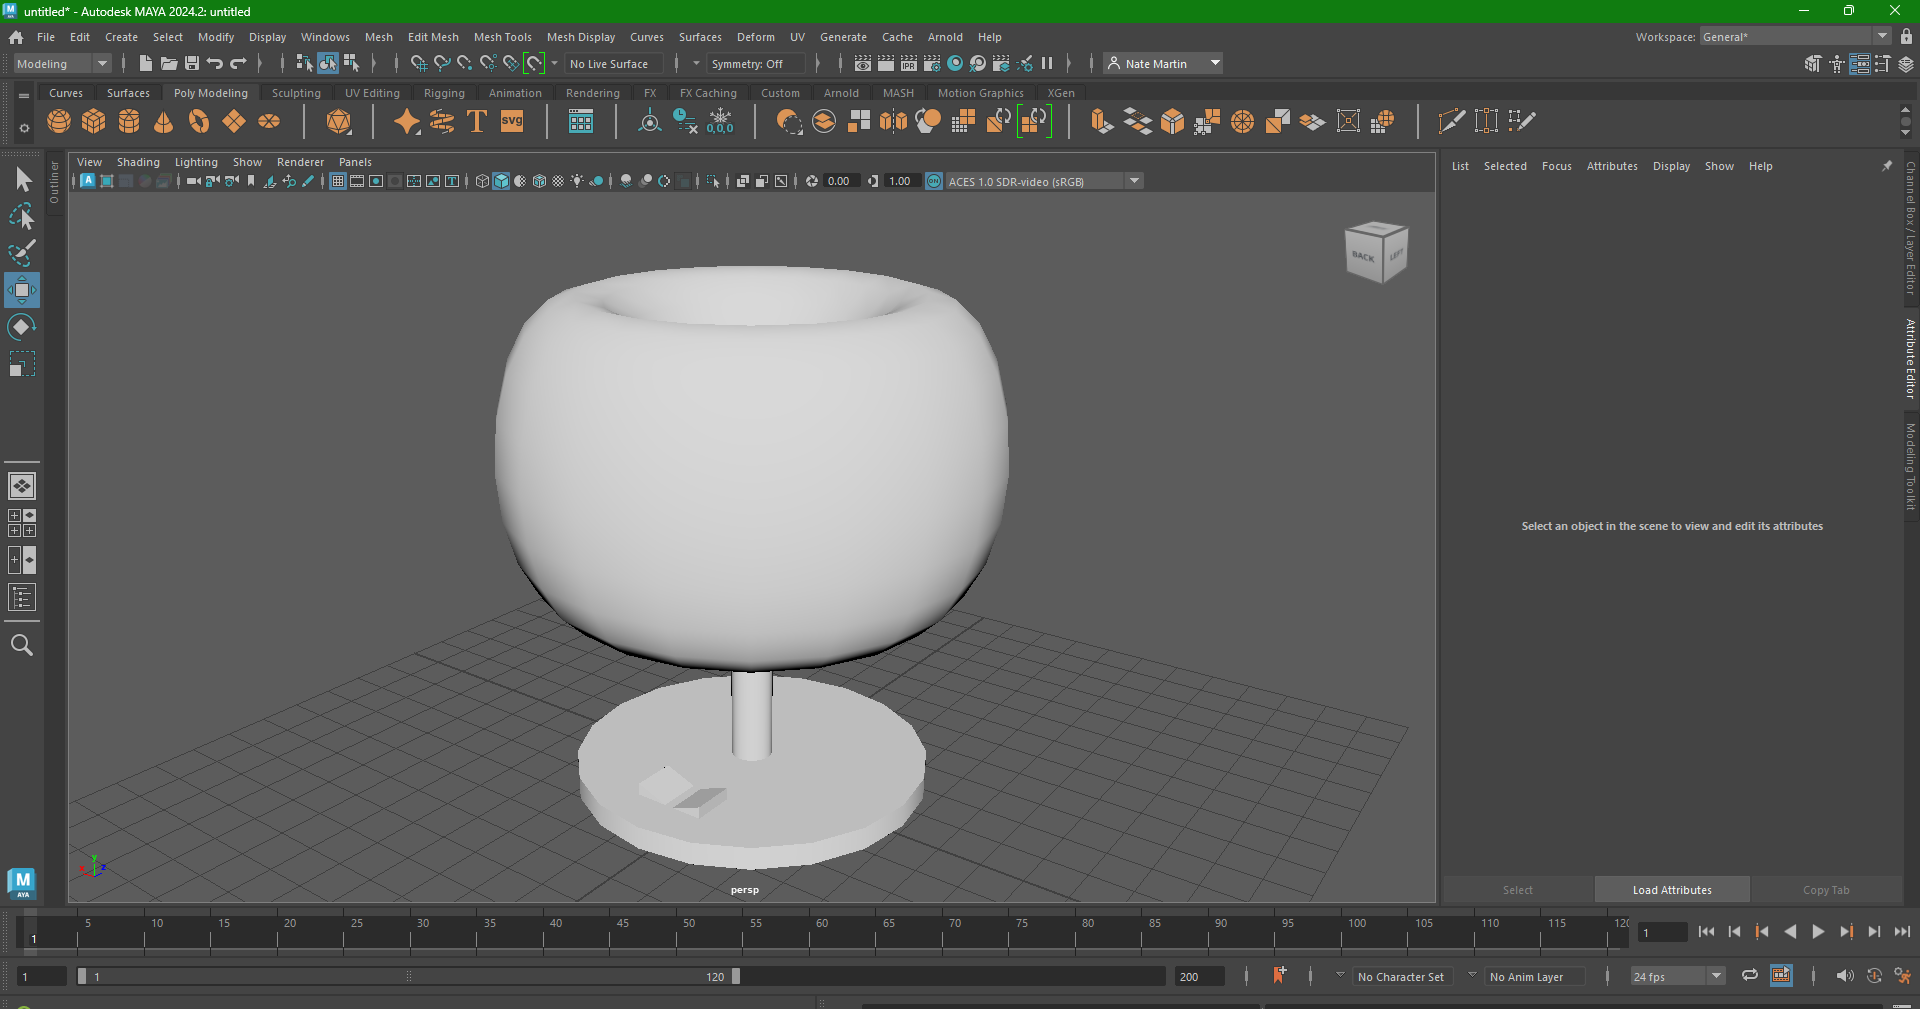 untitled* - Autodesk MAYA 2024.2: untitled
File Edit Create Select Modify Display Windows Mesh Edit Mesh Mesh Tools Mesh Display Curves Surfaces Deform UV Generate Cache Arnold Help Workspace: General*
Modeling No Live Surface Symmetry: Off IPR Nate Martin
Curves Surfaces Poly Modeling Sculpting UV Editing Rigging Animation Rendering FX FX Caching Custom Arnold MASH Motion Graphics XGen
T SVG 0,0,0
View Shading Lighting Show Renderer Panels
0.00 1.00 ON ACES 1.0 SDR-video (sRGB)
List Selected Focus Attributes Display Show Help
Outliner
BACK LEFT
Channel Box / Layer Editor
Attribute Editor
Modeling Toolkit
Select an object in the scene to view and edit its attributes
y
z
persp
M
AYA
Select Load Attributes Copy Tab
5 10 15 20 25 30 35 40 45 50 55 60 65 70 75 80 85 90 95 100 105 110 115 120
1 1
1 1 120 200 No Character Set No Anim Layer 24 fps